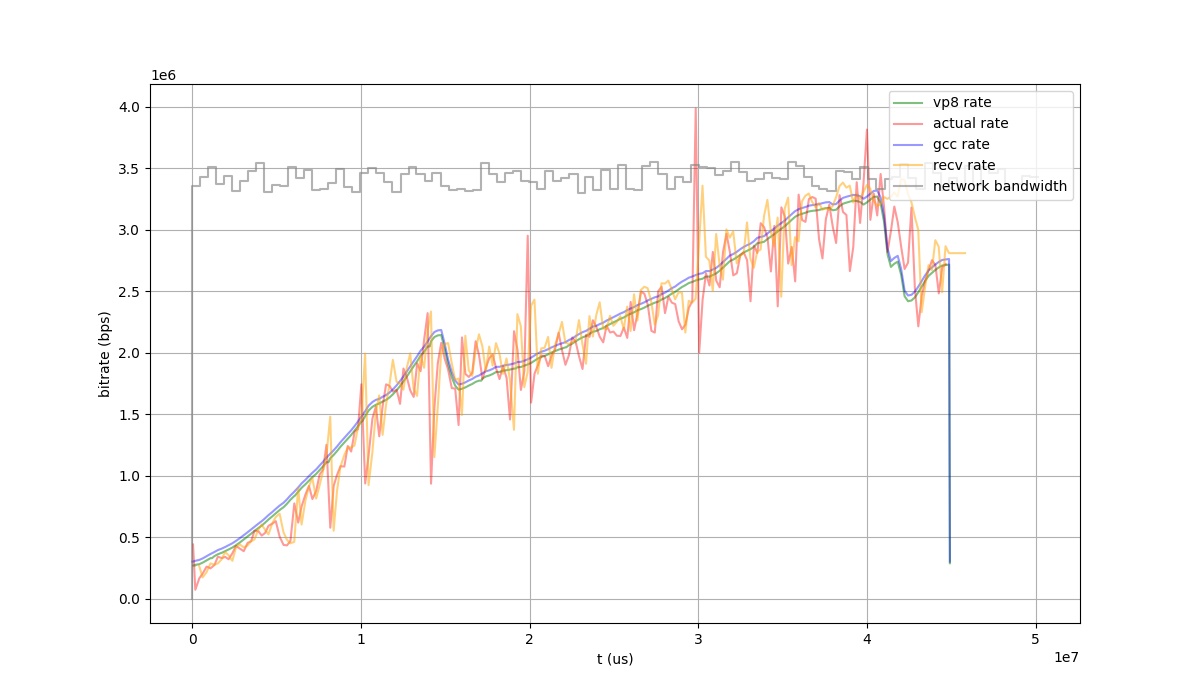 1e6
4.0
3.5
3.0
2.5
2.0
1.5
1.0
0.5
0.0
bitrate (bps)
vp8 rate
actual rate
gcc rate
recv rate
network bandwidth
0 1 2 3 4 5
t (us)
1e7